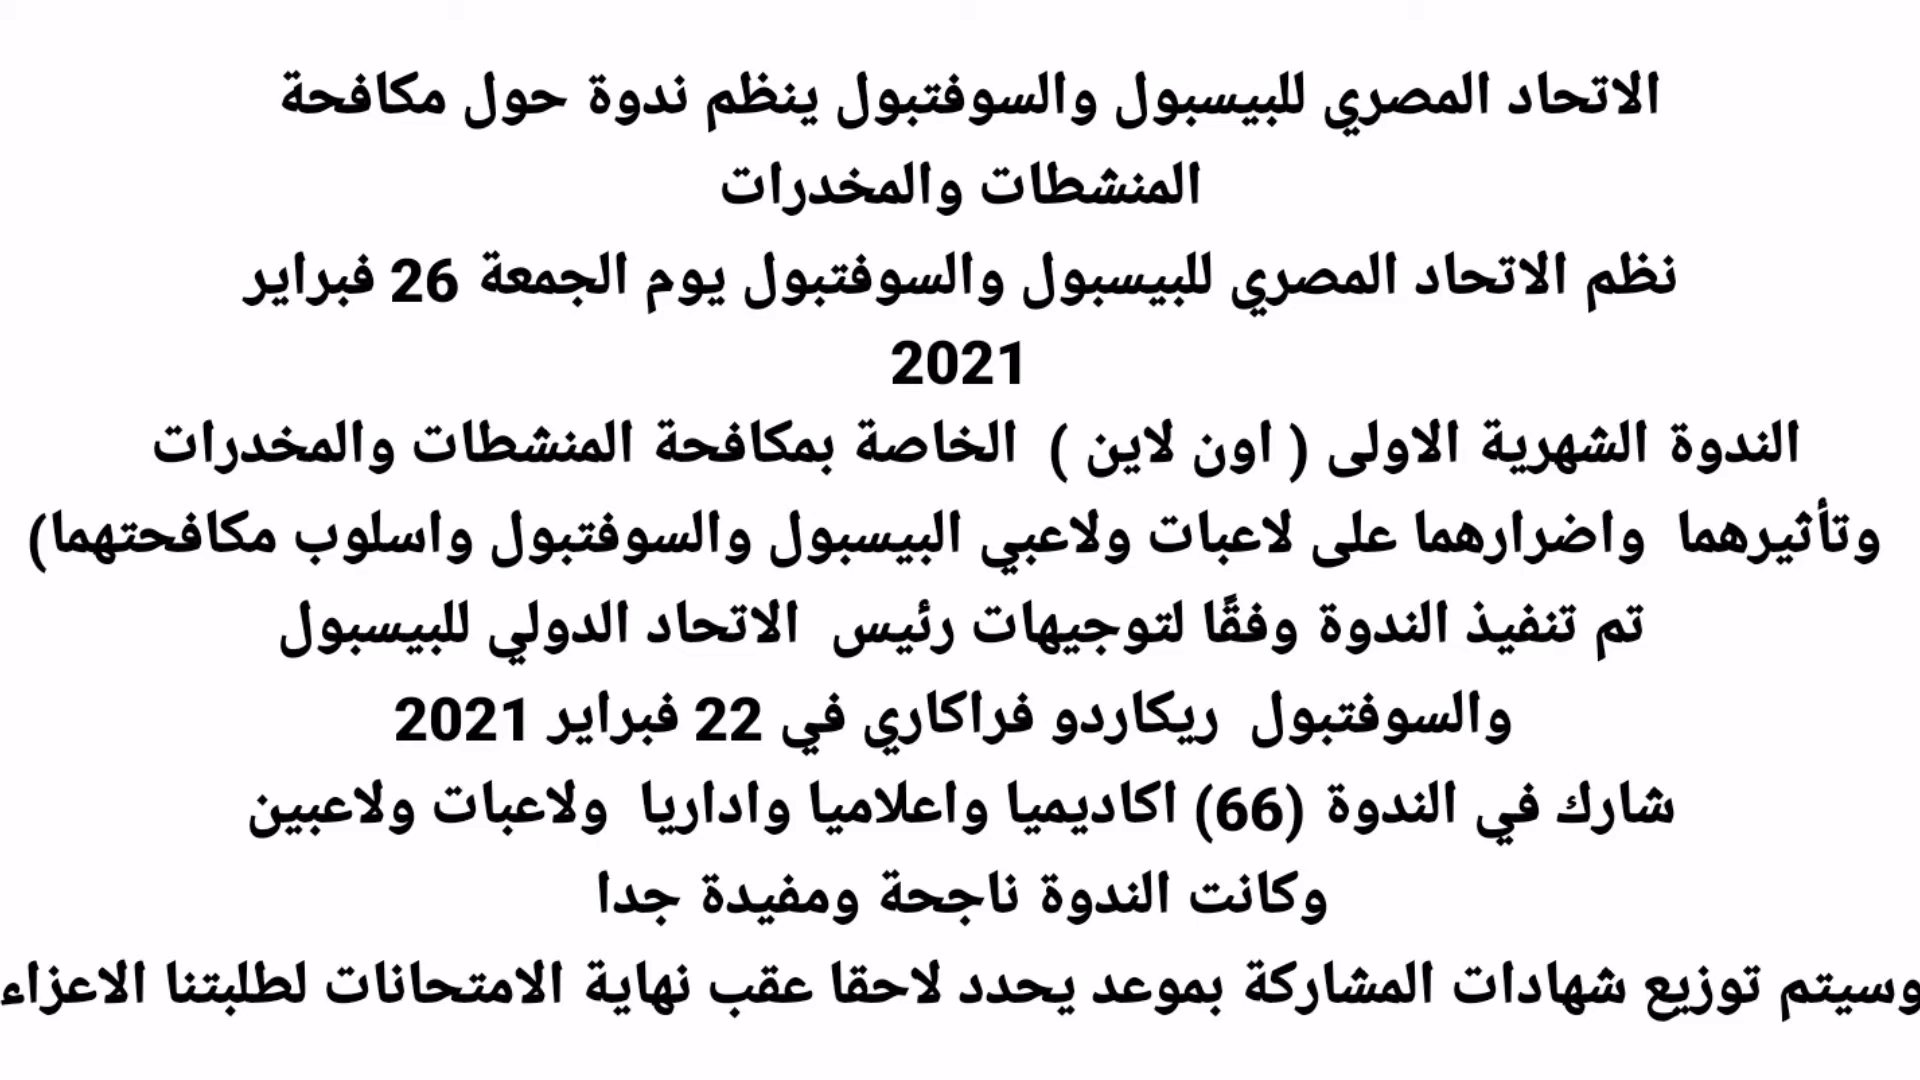 الاتحاد المصري للبيسبول والسوفتبول ينظم ندوة حول مكافحة
المنشطات والمخدرات
نظم الاتحاد المصري للبيسبول والسوفتبول يوم الجمعة 26 فبراير
2021
الندوة الشهرية الاولى ( اون لاين )  الخاصة بمكافحة المنشطات والمخدرات
وتأثيرهما  واضرارهما على لاعبات ولاعبي البيسبول والسوفتبول واسلوب مكافحتهما)
تم تنفيذ الندوة وفقًا لتوجيهات رئيس  الاتحاد الدولي للبيسبول
والسوفتبول  ريكاردو فراكاري في 22 فبراير 2021
شارك في الندوة (66) اكاديميا واعلاميا واداريا  ولاعبات ولاعبين
وكانت الندوة ناجحة ومفيدة جدا
وسيتم توزيع شهادات المشاركة بموعد يحدد لاحقا عقب نهاية الامتحانات لطلبتنا الاعزاء